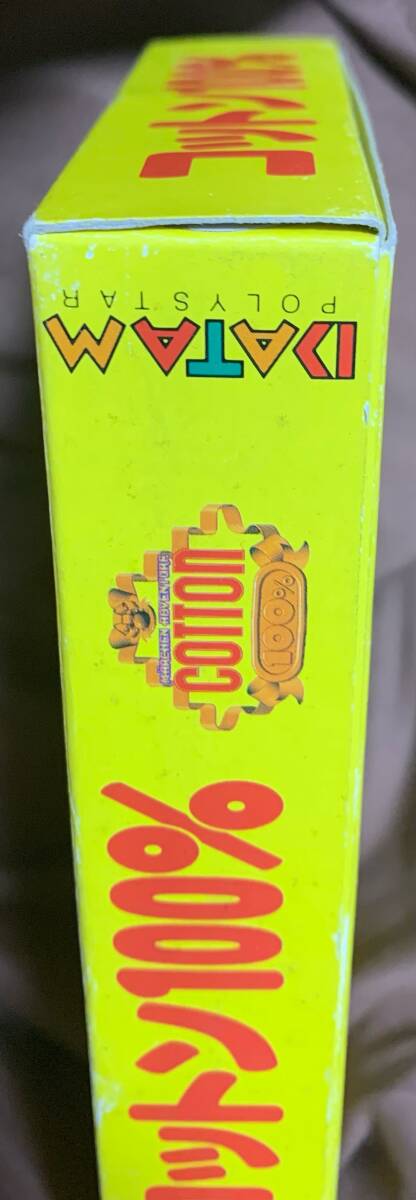 コットン100%
DATAM
POLYSTAR
MÄRCHEN ADVENTURE
COTTON
100%
コットン100%